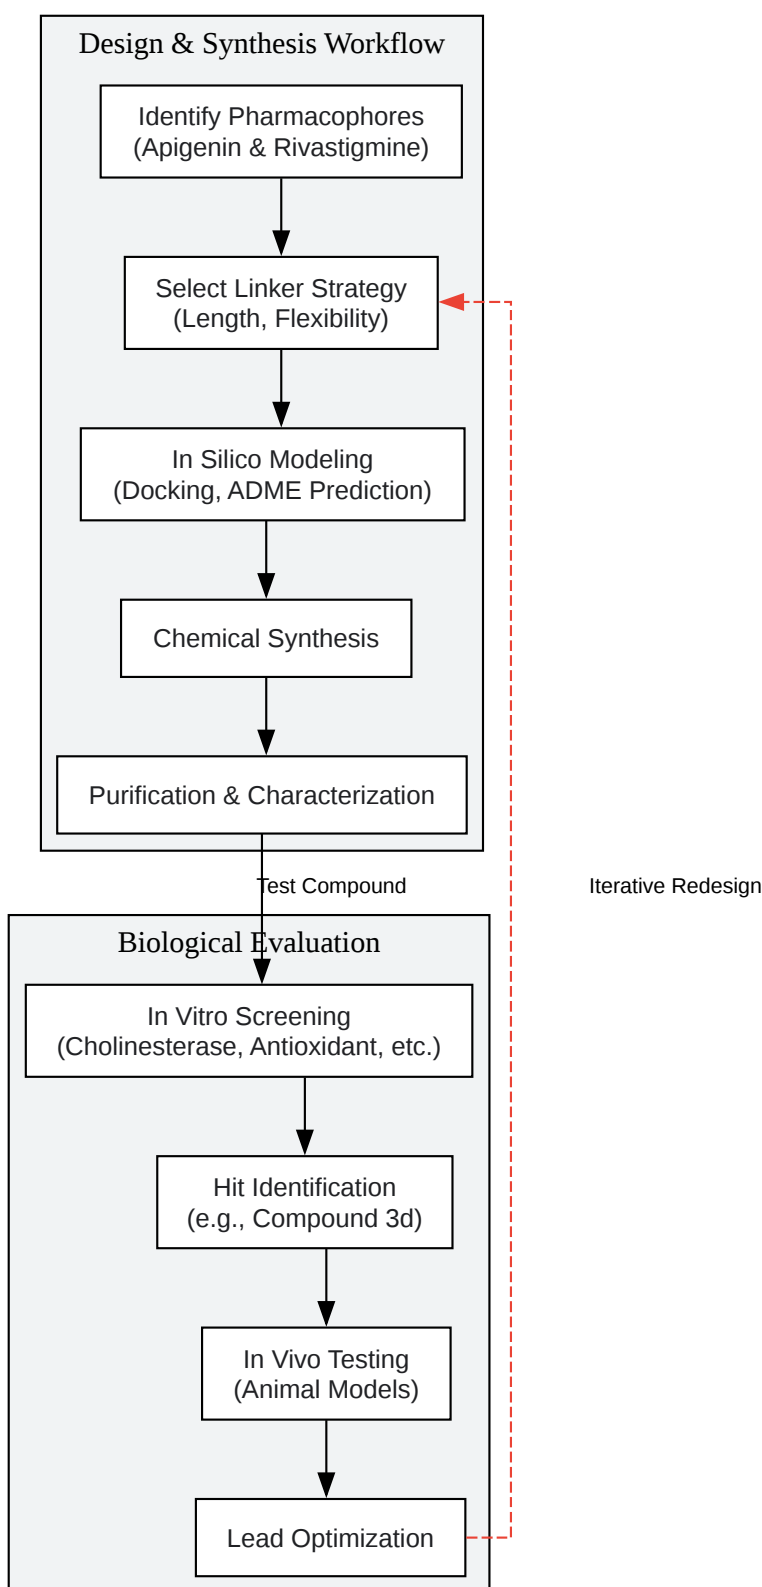 Design & Synthesis Workflow
Identify Pharmacophores
(Apigenin & Rivastigmine)
Select Linker Strategy
(Length, Flexibility)
In Silico Modeling
(Docking, ADME Prediction)
Chemical Synthesis
Purification & Characterization
Test Compound
Iterative Redesign
Biological Evaluation
In Vitro Screening
(Cholinesterase, Antioxidant, etc.)
Hit Identification
(e.g., Compound 3d)
In Vivo Testing
(Animal Models)
Lead Optimization